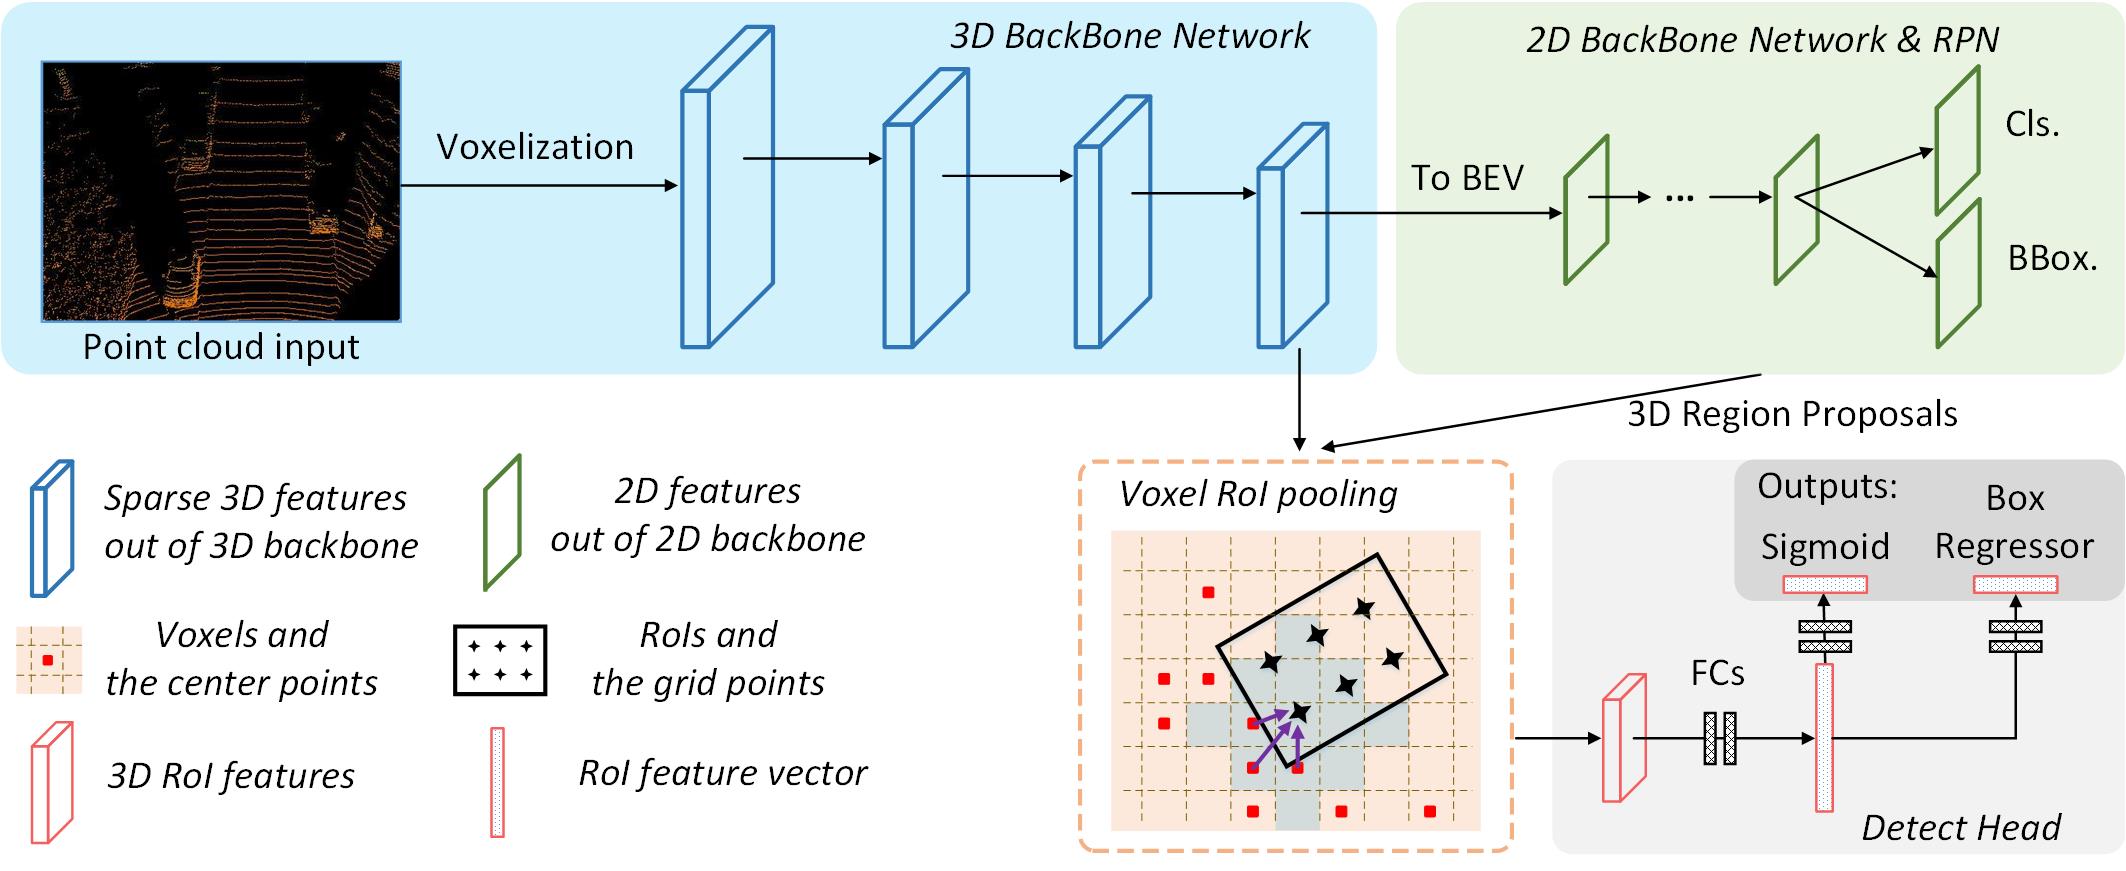 3D BackBone Network
Voxelization
Point cloud input
2D BackBone Network & RPN
To BEV
...
Cls.
BBox.
3D Region Proposals
Sparse 3D features
out of 3D backbone
2D features
out of 2D backbone
Voxels and
the center points
RoIs and
the grid points
3D RoI features
RoI feature vector
Voxel RoI pooling
Outputs:
Sigmoid
Box
Regressor
FCs
Detect Head